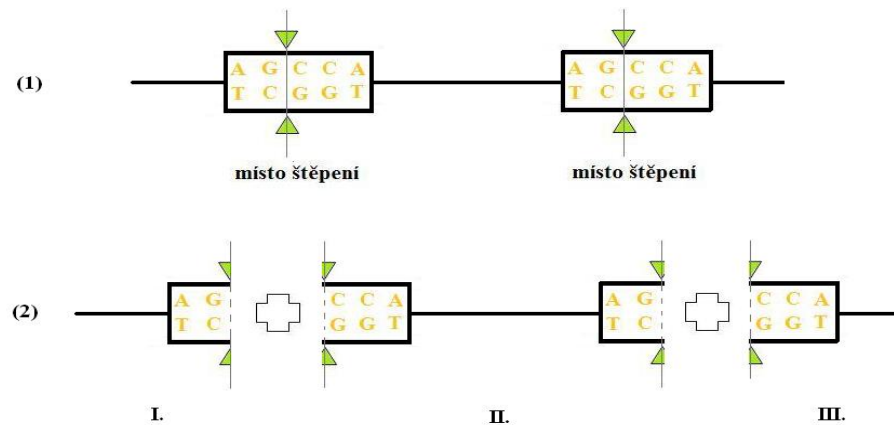 A G C C A
A G C C A
(1)
T C G G T
T C G G T
místo štěpení
místo štěpení
A G
C C A
A G
C C A
(2)
T C
G G T
T C
G G T
I.
II.
III.